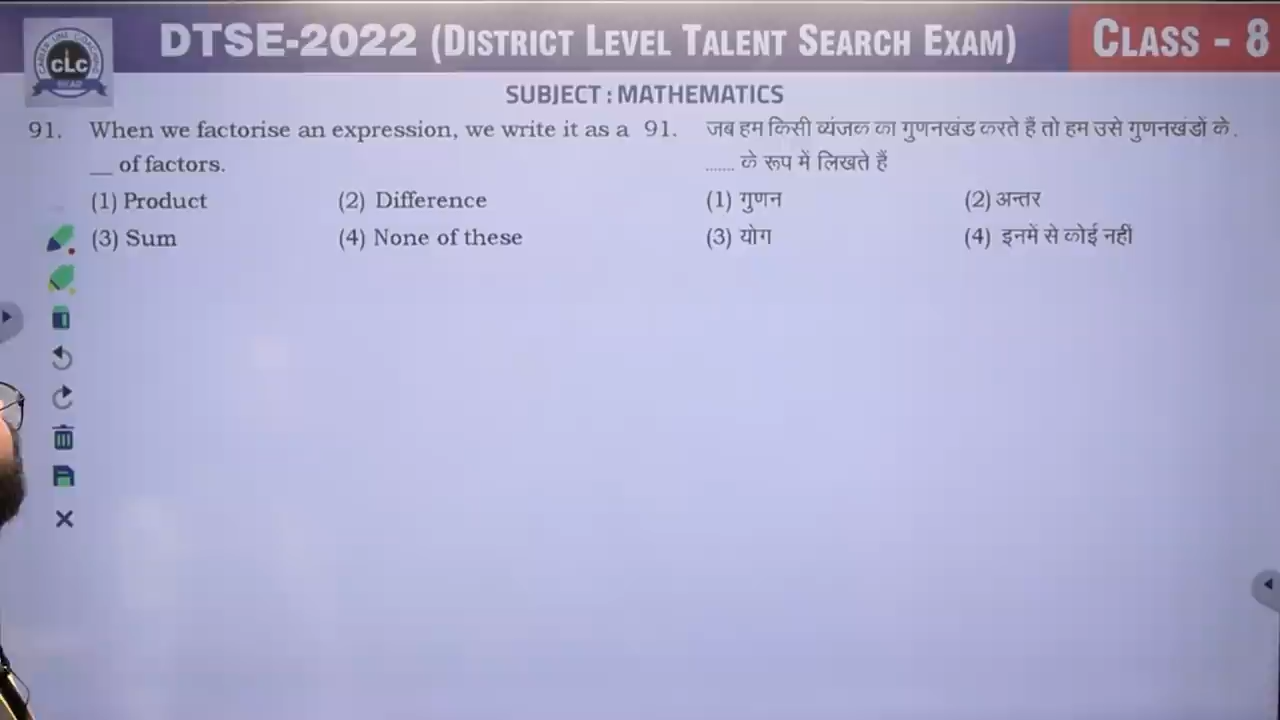 cLc
DTSE-2022 (DISTRICT LEVEL TALENT SEARCH EXAM)
CLASS - 8
SUBJECT : MATHEMATICS
91. When we factorise an expression, we write it as a
__ of factors.
(1) Product (2) Difference
(3) Sum (4) None of these
91. जब हम किसी व्यंजक का गुणनखंड करते हैं तो हम उसे गुणनखंडों के.
....... के रूप में लिखते हैं
(1) गुणन (2) अन्तर
(3) योग (4) इनमें से कोई नहीं